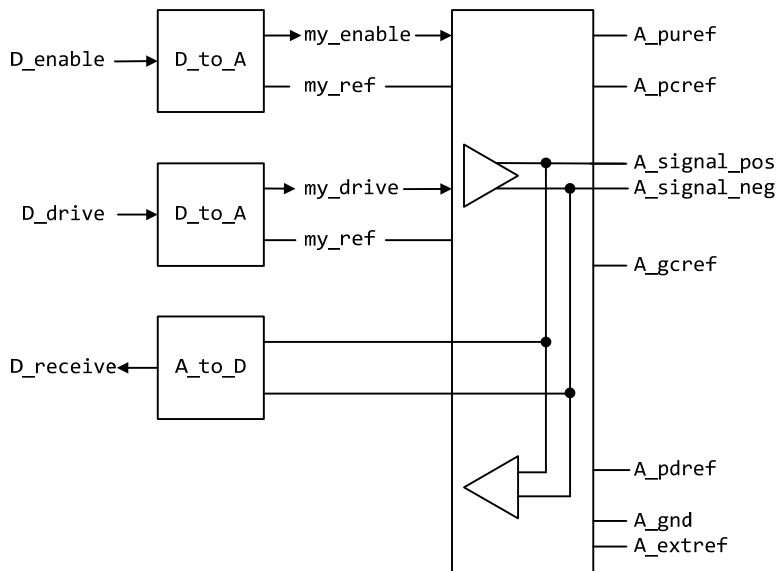 D_enable
D_to_A
my_enable
my_ref
A_puref
A_pcref
D_drive
D_to_A
my_drive
my_ref
A_signal_pos
A_signal_neg
A_gcref
D_receive
A_to_D
A_pdref
A_gnd
A_extref